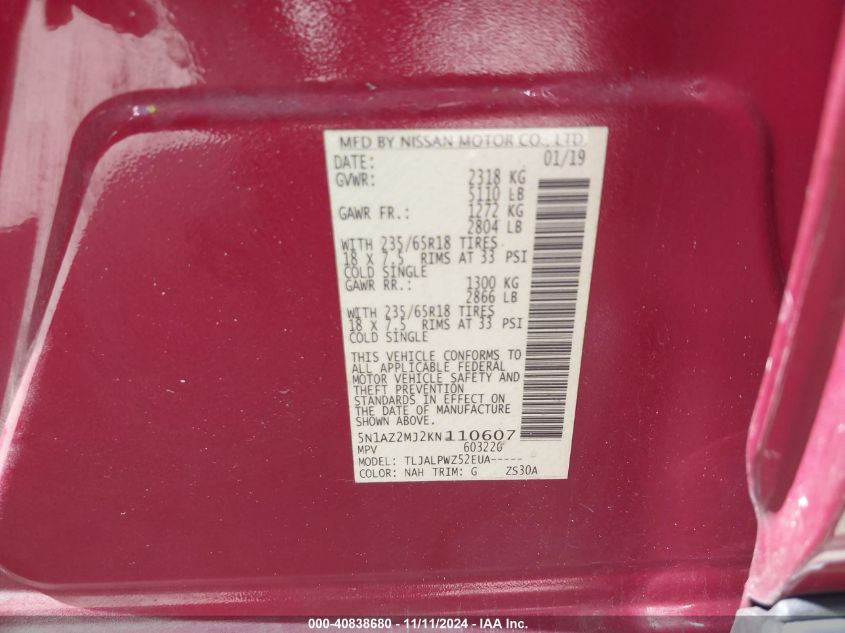 MFD BY NISSAN MOTOR CO., LTD.
DATE: 01/19
GVWR: 2318 KG
5110 LB
GAWR FR.: 1272 KG
2804 LB
WITH 235/65R18 TIRES
18 X 7.5 RIMS AT 33 PSI
COLD SINGLE
GAWR RR.: 1300 KG
2866 LB
WITH 235/65R18 TIRES
18 X 7.5 RIMS AT 33 PSI
COLD SINGLE
THIS VEHICLE CONFORMS TO
ALL APPLICABLE FEDERAL
MOTOR VEHICLE SAFETY AND
THEFT PREVENTION
STANDARDS IN EFFECT ON
THE DATE OF MANUFACTURE
SHOWN ABOVE.
5N1AZ2MJ2KN110607
MPV 60322G
MODEL: TLJALPWZ52EUA-----
COLOR: NAH TRIM: G ZS30A
000-40838680 - 11/11/2024 - IAA Inc.